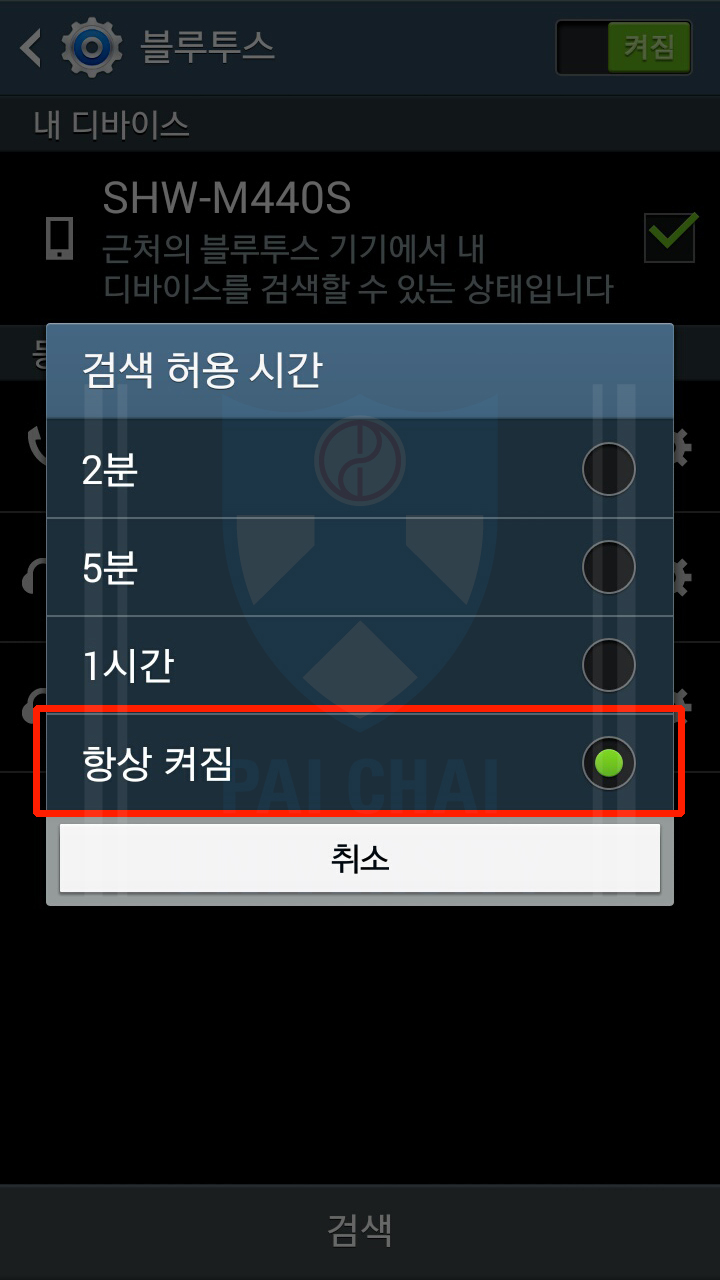 블루투스
켜짐
내 디바이스
SHW-M440S
근처의 블루투스 기기에서 내
디바이스를 검색할 수 있는 상태입니다
검색 허용 시간
2분
5분
1시간
항상 켜짐
PAI CHAI
취소
검색